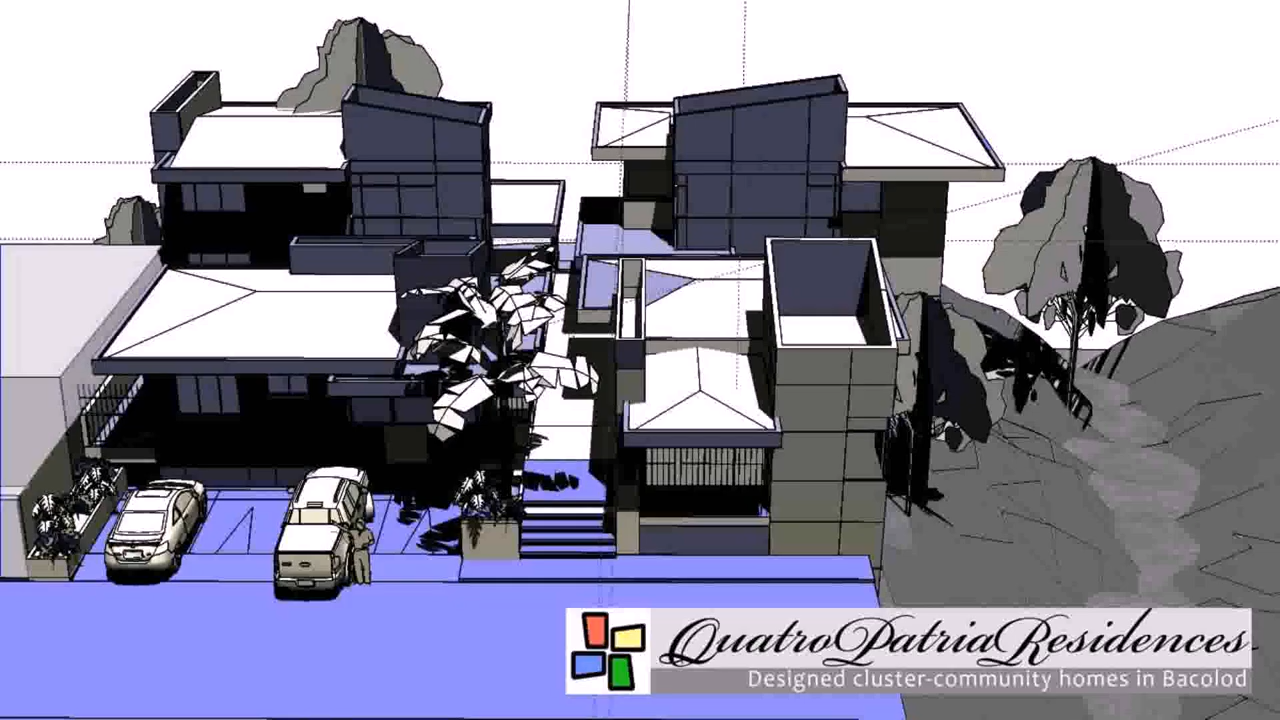 QuatroPatriaResidences
Designed cluster-community homes in Bacolod